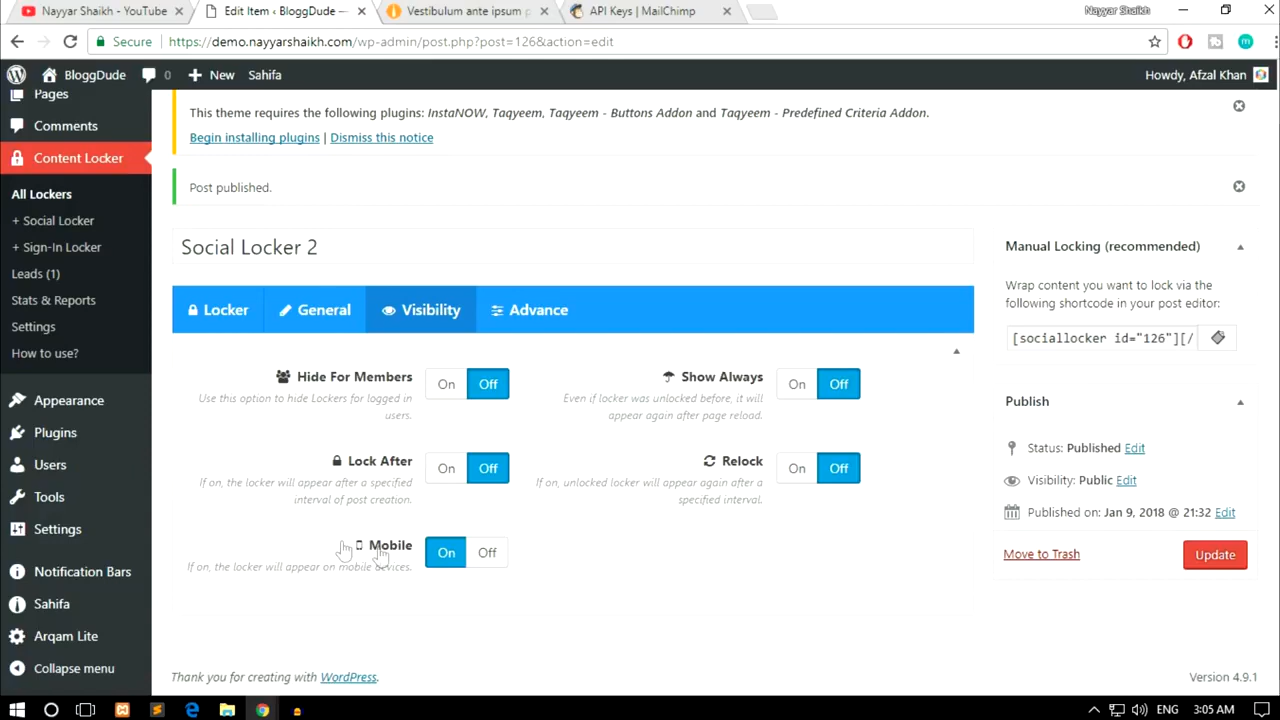 Nayyar Shaikh - YouTube
Edit Item ‹ BloggDude —
Vestibulum ante ipsum p
API Keys | MailChimp
Nayyar Shaikh
Secure
https://demo.nayyarshaikh.com/wp-admin/post.php?post=126&action=edit
BloggDude
0
New
Sahifa
Howdy, Afzal Khan
Pages
Comments
Content Locker
All Lockers
+ Social Locker
+ Sign-In Locker
Leads (1)
Stats & Reports
Settings
How to use?
Appearance
Plugins
Users
Tools
Settings
Notification Bars
Sahifa
Arqam Lite
Collapse menu
This theme requires the following plugins: InstaNOW, Taqyeem, Taqyeem - Buttons Addon and Taqyeem - Predefined Criteria Addon.
Begin installing plugins | Dismiss this notice
Post published.
Social Locker 2
Locker
General
Visibility
Advance
Hide For Members
On Off
Use this option to hide Lockers for logged in
users.
Show Always
On Off
Even if locker was unlocked before, it will
appear again after page reload.
Lock After
On Off
If on, the locker will appear after a specified
interval of post creation.
Relock
On Off
If on, unlocked locker will appear again after a
specified interval.
Mobile
On Off
If on, the locker will appear on mobile devices.
Manual Locking (recommended)
Wrap content you want to lock via the
following shortcode in your post editor:
[sociallocker id="126"][/
Publish
Status: Published Edit
Visibility: Public Edit
Published on: Jan 9, 2018 @ 21:32 Edit
Move to Trash
Update
Thank you for creating with WordPress.
Version 4.9.1
ENG
3:05 AM